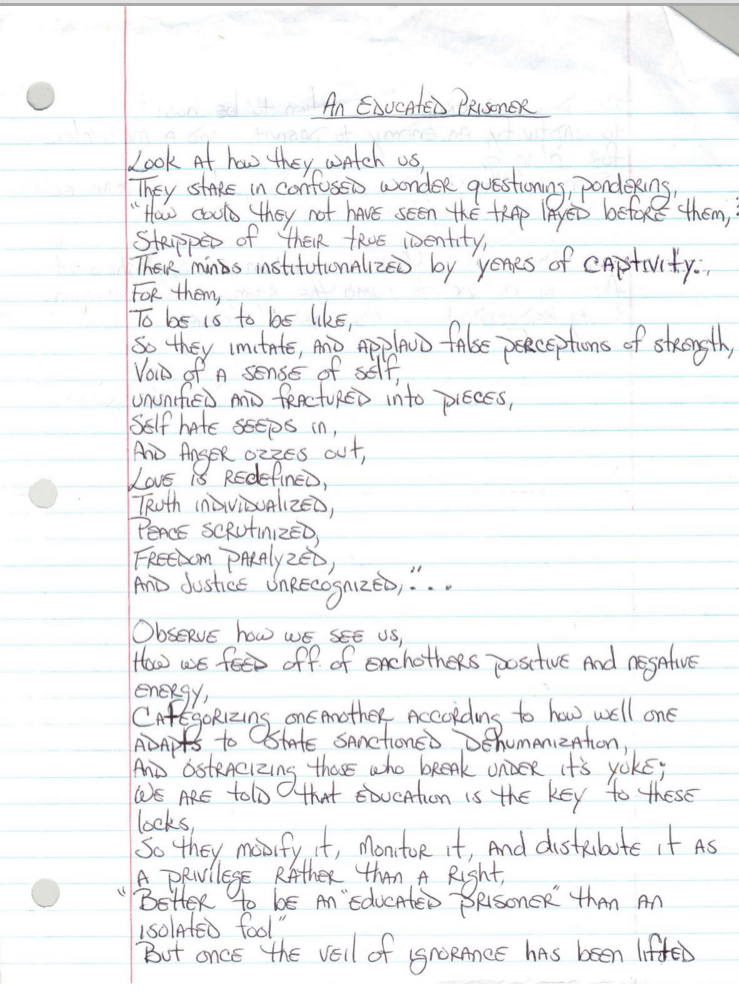 An Educated Prisoner
Look at how they watch us,
They stare in confused wonder questioning, pondering,
"How could they not have seen the trap layed before them,
Stripped of their true identity,
Their minds institutionalized by years of captivity.,
For them,
To be is to be like,
So they imitate, and applaud false perceptions of strength,
Void of a sense of self,
ununified and fractured into pieces,
Self hate seeps in,
And Anger ozzes out,
Love is Redefined,
Truth individualized,
Peace scrutinized,
Freedom paralyzed,
And Justice unrecognized,"...
Observe how we see us,
How we feed off of eachothers positive and negative
energy,
Categorizing oneanother according to how well one
adapts to State sanctioned Dehumanization,
And ostracizing those who break under it's yoke;
We are told that education is the key to these
locks,
So they modify it, monitor it, and distribute it as
a privilege rather than a Right,
"Better to be an "educated prisoner" than an
isolated fool"
But once the veil of ignorance has been lifted